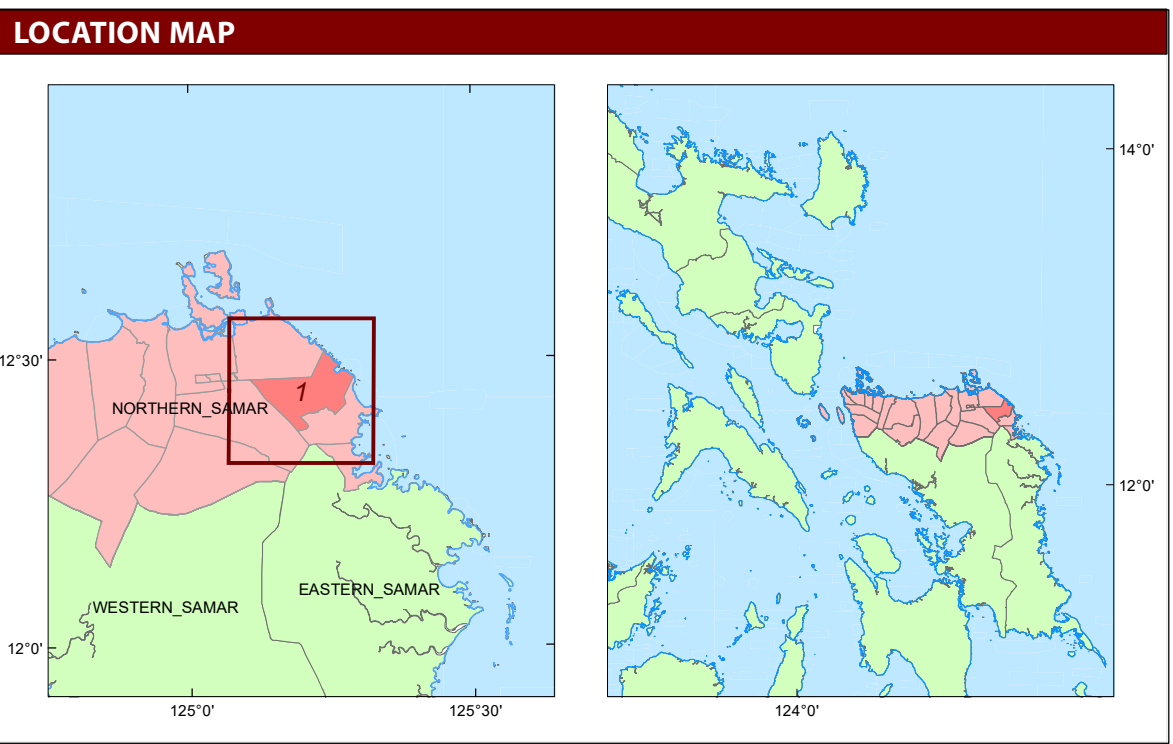 LOCATION MAP
14°0'
12°30'
1
NORTHERN_SAMAR
12°0'
EASTERN_SAMAR
WESTERN_SAMAR
12°0'
125°0'
125°30'
124°0'